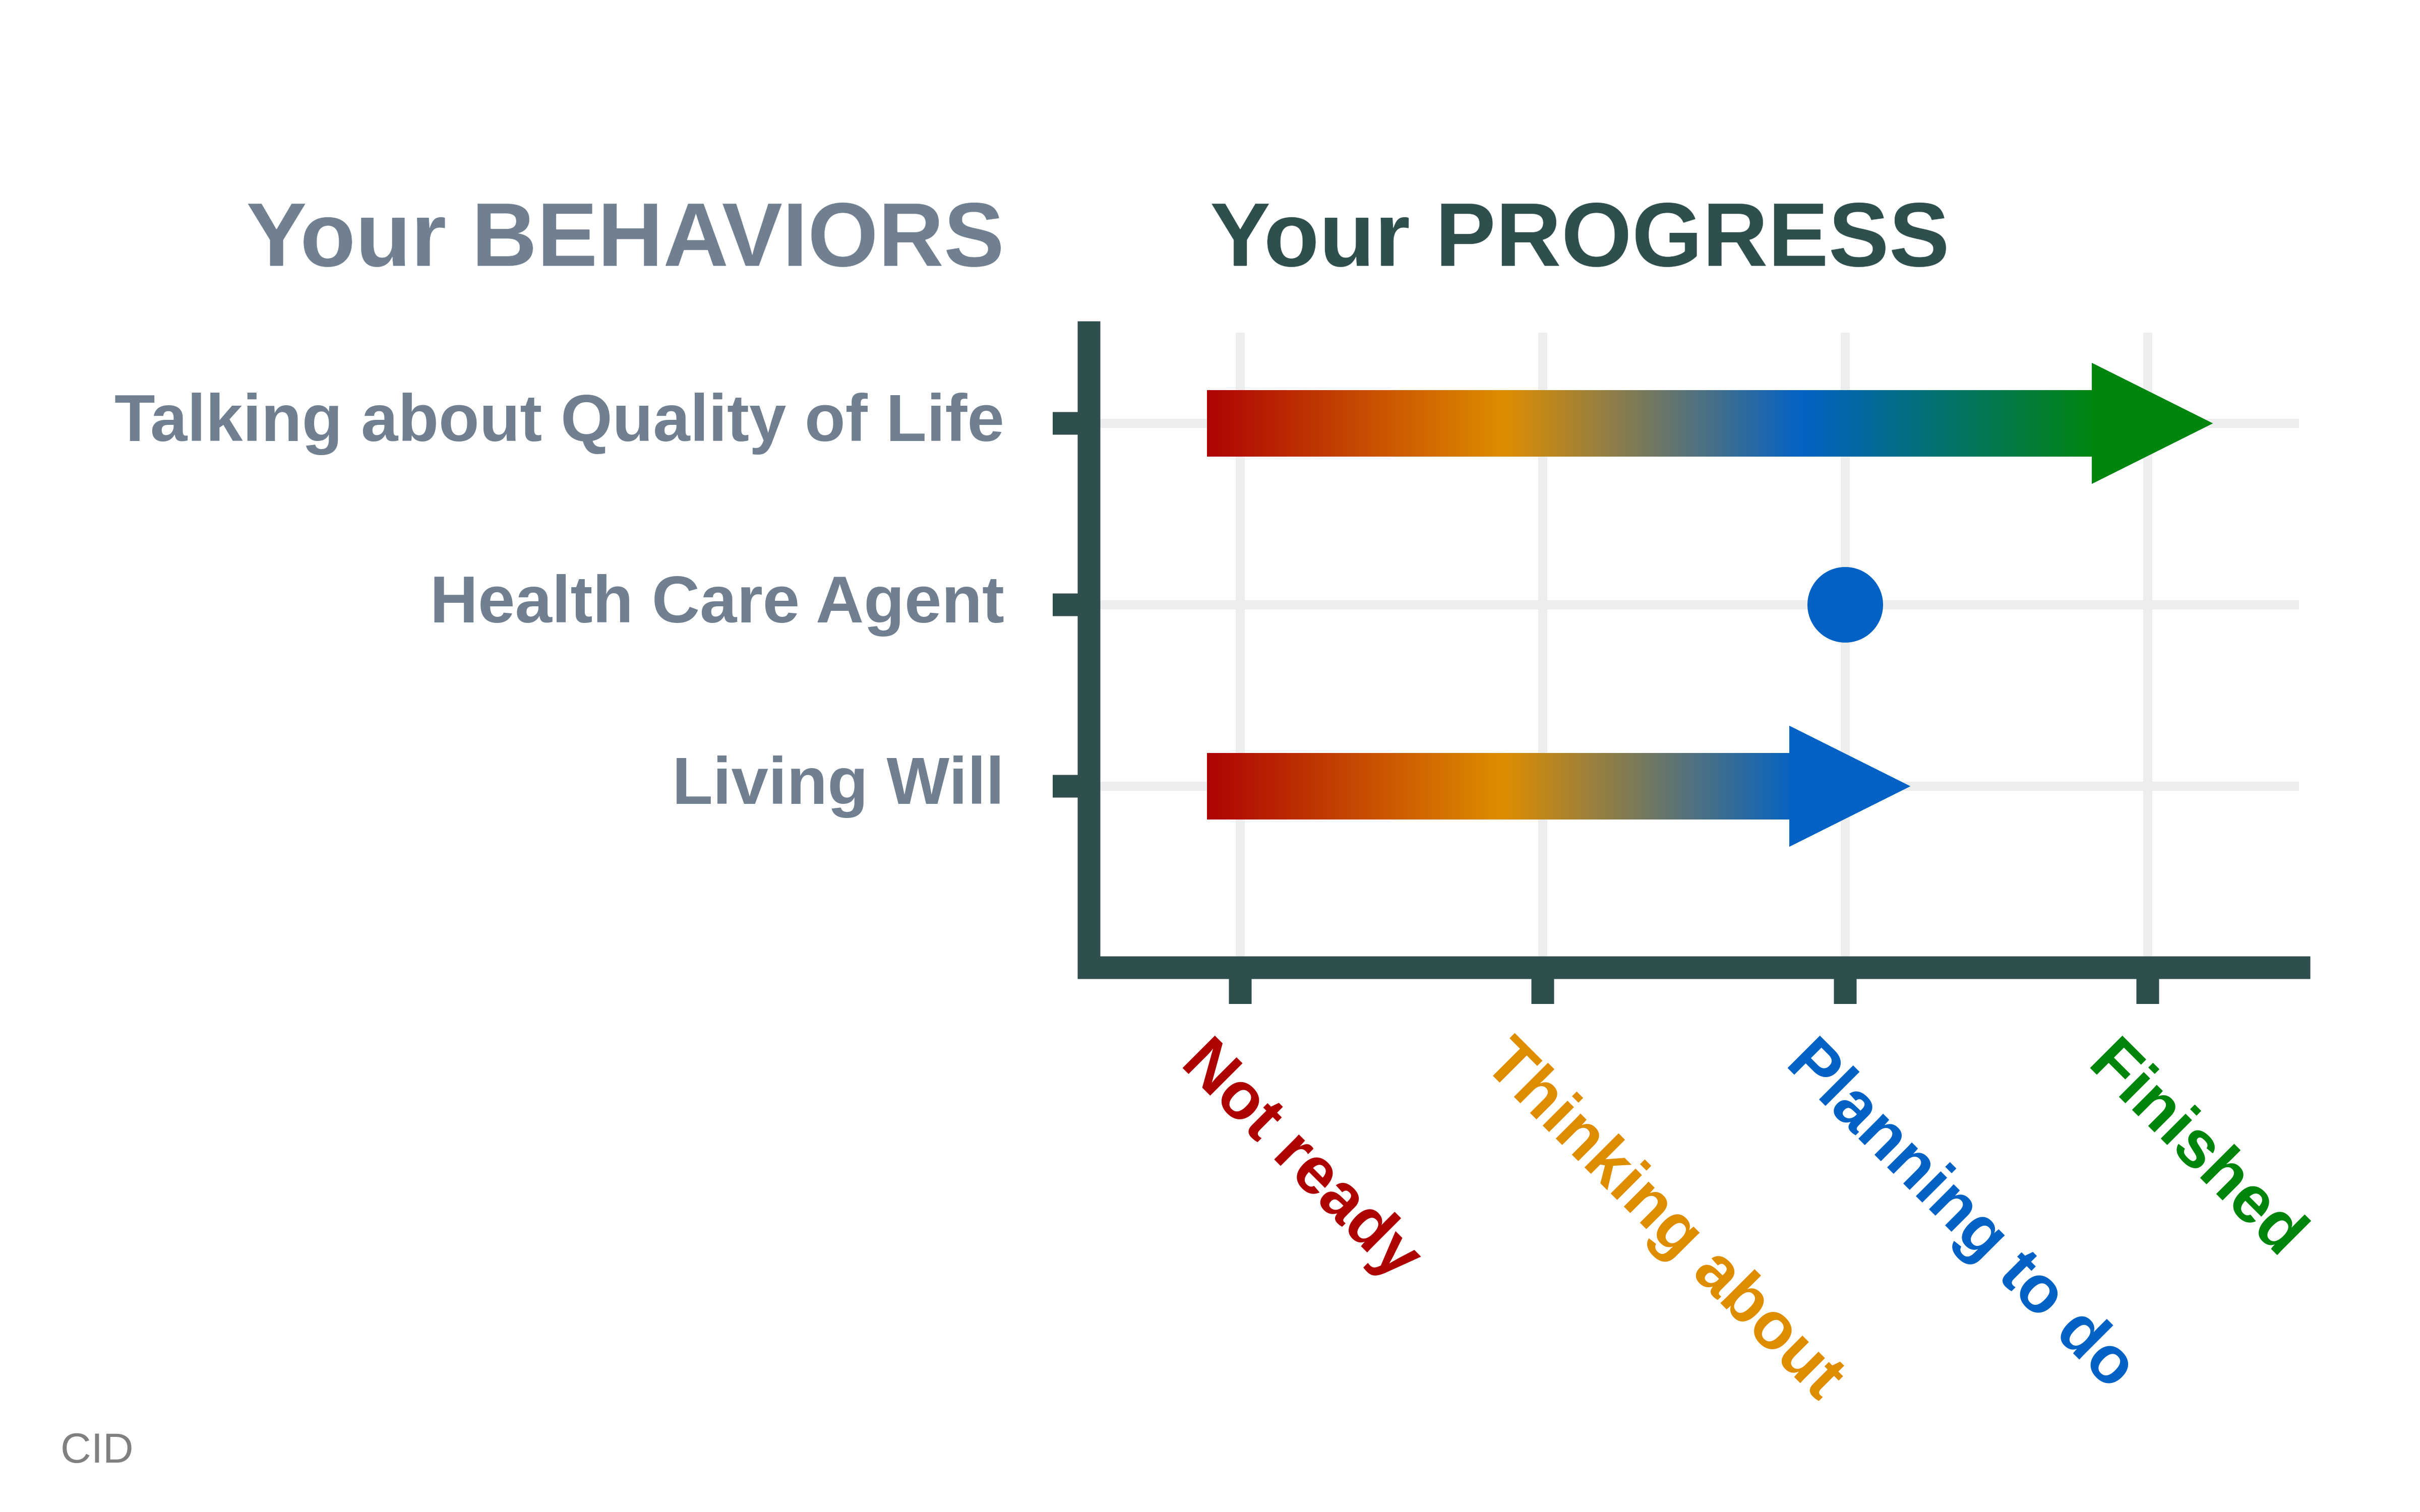 Your BEHAVIORS
Your PROGRESS
Talking about Quality of Life
Health Care Agent
Living Will
Not ready
Thinking about
Planning to do
Finished
CID